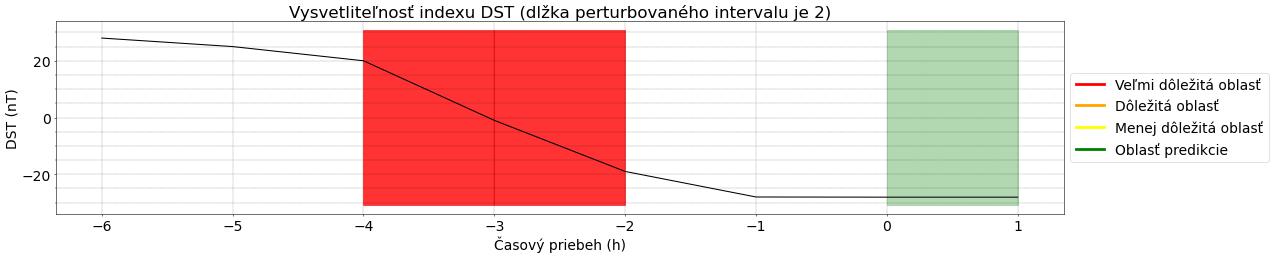 Vysvetliteľnosť indexu DST (dĺžka perturbovaného intervalu je 2)
DST (nT)
20
0
−20
−6 −5 −4 −3 −2 −1 0 1
Časový priebeh (h)
Veľmi dôležitá oblasť
Dôležitá oblasť
Menej dôležitá oblasť
Oblasť predikcie